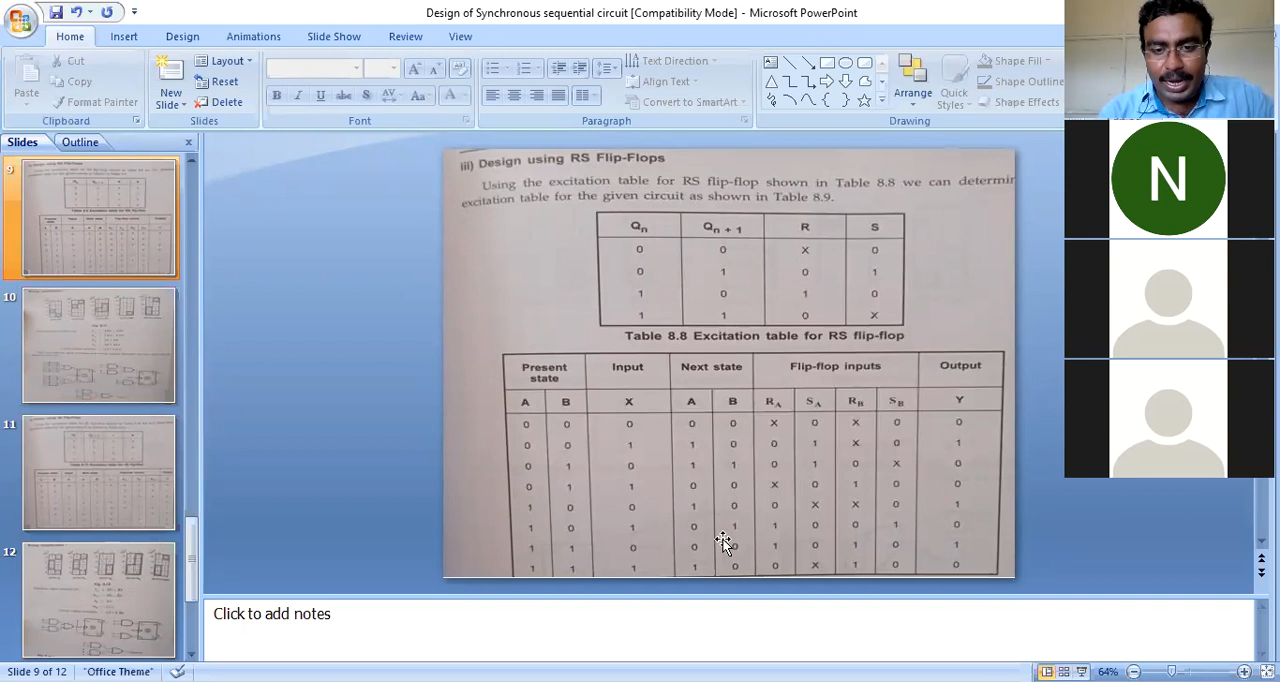 Design of Synchronous sequential circuit [Compatibility Mode] - Microsoft PowerPoint
Home Insert Design Animations Slide Show Review View
Cut
Copy
Format Painter
Paste
Clipboard
New
Slide
Layout
Reset
Delete
Slides
B I U abc S AV Aa A
Font
Text Direction
Align Text
Convert to SmartArt
Paragraph
Arrange
Quick
Styles
Shape Fill
Shape Outline
Shape Effects
Drawing
Slides Outline
9
10
11
12
iii) Design using RS Flip-Flops
Using the excitation table for RS flip-flop shown in Table 8.8 we can determin
excitation table for the given circuit as shown in Table 8.9.
Qn Qn + 1 R S
0 0 X 0
0 1 0 1
1 0 1 0
1 1 0 X
Table 8.8 Excitation table for RS flip-flop
Present state Input Next state Flip-flop inputs Output
A B X A B RA SA RB SB Y
0 0 0 0 0 X 0 X 0 0
0 0 1 1 0 0 1 X 0 1
0 1 0 1 1 0 1 0 X 0
0 1 1 0 0 X 0 1 0 0
1 0 0 1 0 0 X X 0 1
1 0 1 0 1 1 0 0 1 0
1 1 0 0 0 1 0 1 0 1
1 1 1 1 0 0 X 1 0 0
N
Click to add notes
Slide 9 of 12 "Office Theme" 64%